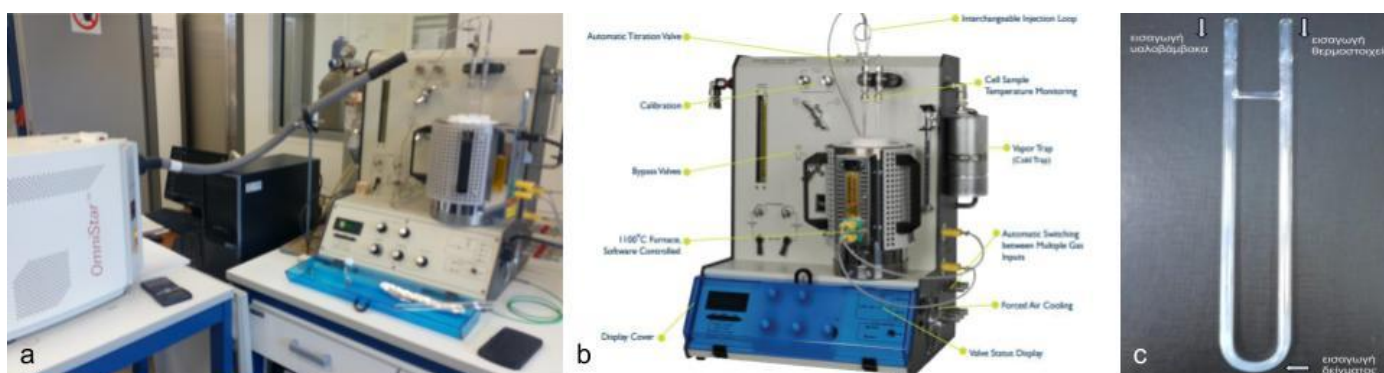 OmniStar™
a
Interchangeable Injection Loop
Automatic Titration Valve
Cell Sample
Temperature Monitoring
Calibration
Vapor Trap
(Cold Trap)
Bypass Valves
1100°C Furnace,
Software Controlled
Automatic Switching
between Multiple Gas
Inputs
Forced Air Cooling
Display Cover
Valve Status Display
b
εισαγωγή
υαλοβάμβακα
εισαγωγή
θερμοστοιχεί
εισαγωγή
δείγματος
c